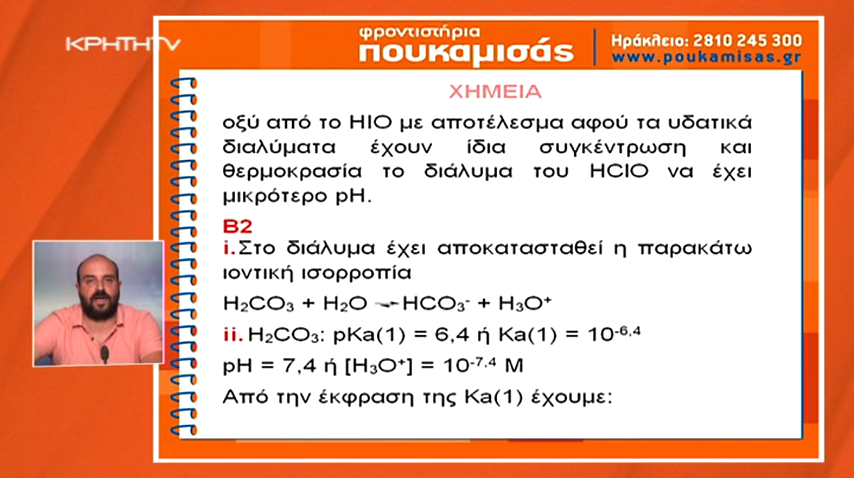 ΚΡΗΤΗTV
φροντιστήρια
πουκαμισάς
Ηράκλειο: 2810 245 300
www.poukamisas.gr
ΧΗΜΕΙΑ
οξύ από το HIO με αποτέλεσμα αφού τα υδατικά
διαλύματα έχουν ίδια συγκέντρωση και
θερμοκρασία το διάλυμα του HClO να έχει
μικρότερο pH.
B2
i.Στο διάλυμα έχει αποκατασταθεί η παρακάτω
ιοντική ισορροπία
H₂CO₃ + H₂O ⇌ HCO₃⁻ + H₃O⁺
ii. H₂CO₃: pKa(1) = 6,4 ή Ka(1) = 10⁻⁶,⁴
pH = 7,4 ή [H₃O⁺] = 10⁻⁷,⁴ M
Από την έκφραση της Ka(1) έχουμε: